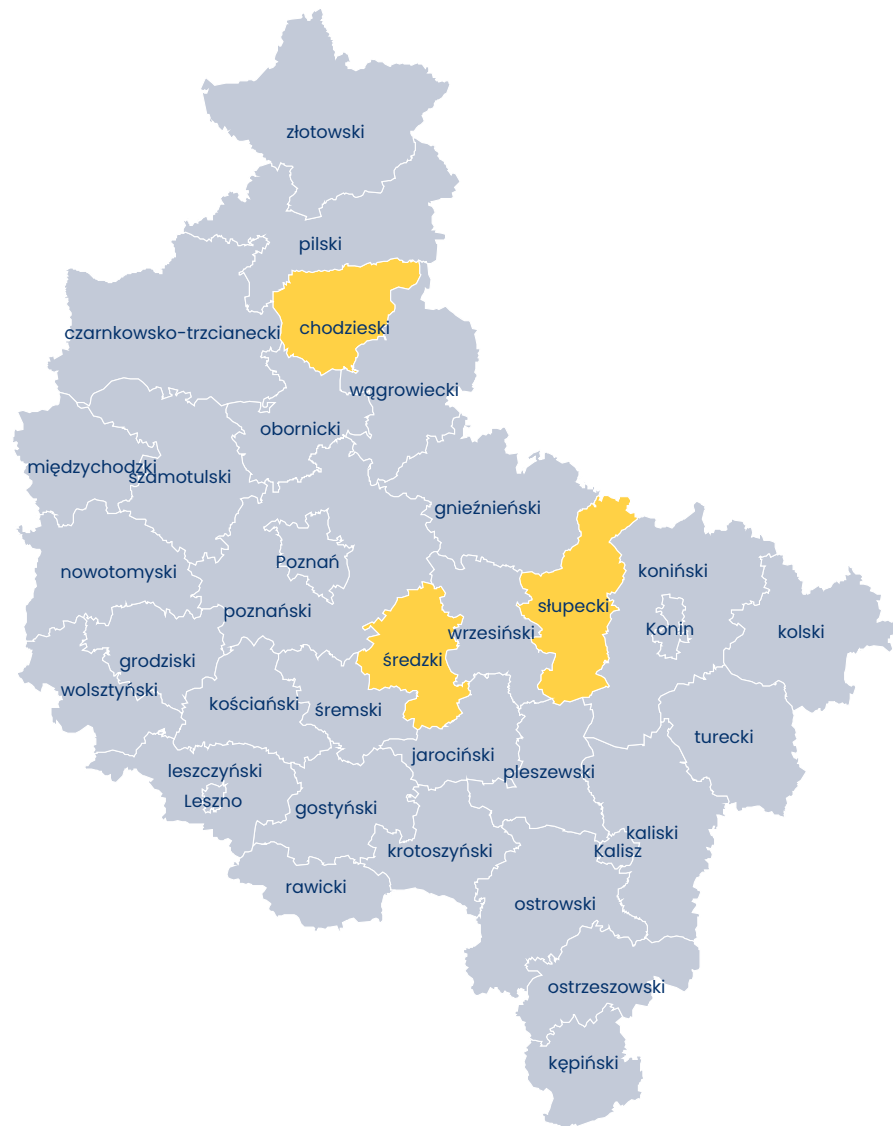 złotowski
pilski
chodzieski
czarnkowsko-trzcianecki
wągrowiecki
obornicki
międzychodzki
szamotulski
gnieźnieński
Poznań
nowotomyski
koniński
słupecki
poznański
Konin
kolski
wrzesiński
średzki
grodziski
wolsztyński
kościański
śremski
turecki
jarociński
leszczyński
pleszewski
Leszno
gostyński
kaliski
krotoszyński
Kalisz
rawicki
ostrowski
ostrzeszowski
kępiński